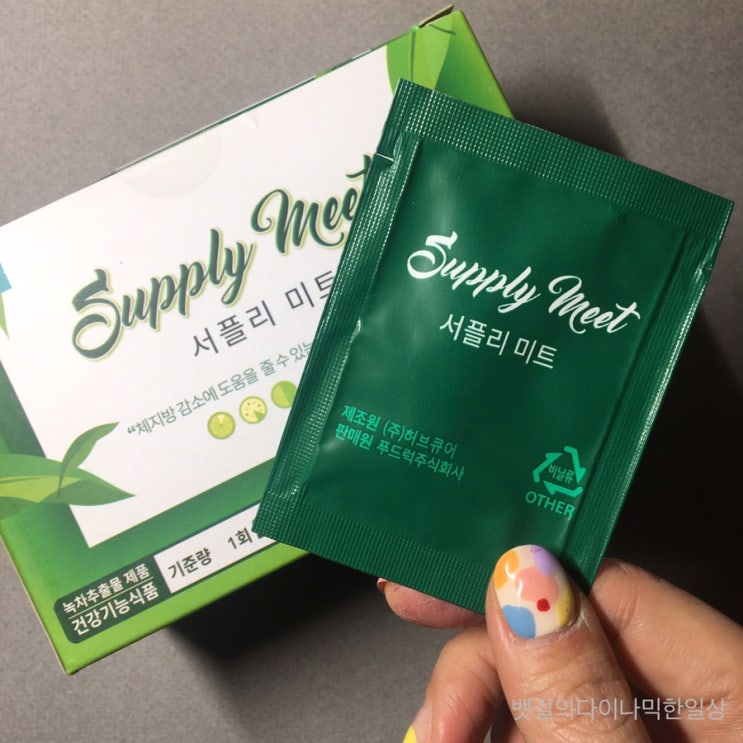 Supply Meet
서플리 미트
"체지방 감소에 도움을 줄 수 있는
녹차추출물 제품
건강기능식품
기준량 1회
Supply Meet
서플리 미트
제조원 (주)허브큐어
판매원 푸드럭주식회사
비닐류
OTHER
뱃길의다이나믹한일상